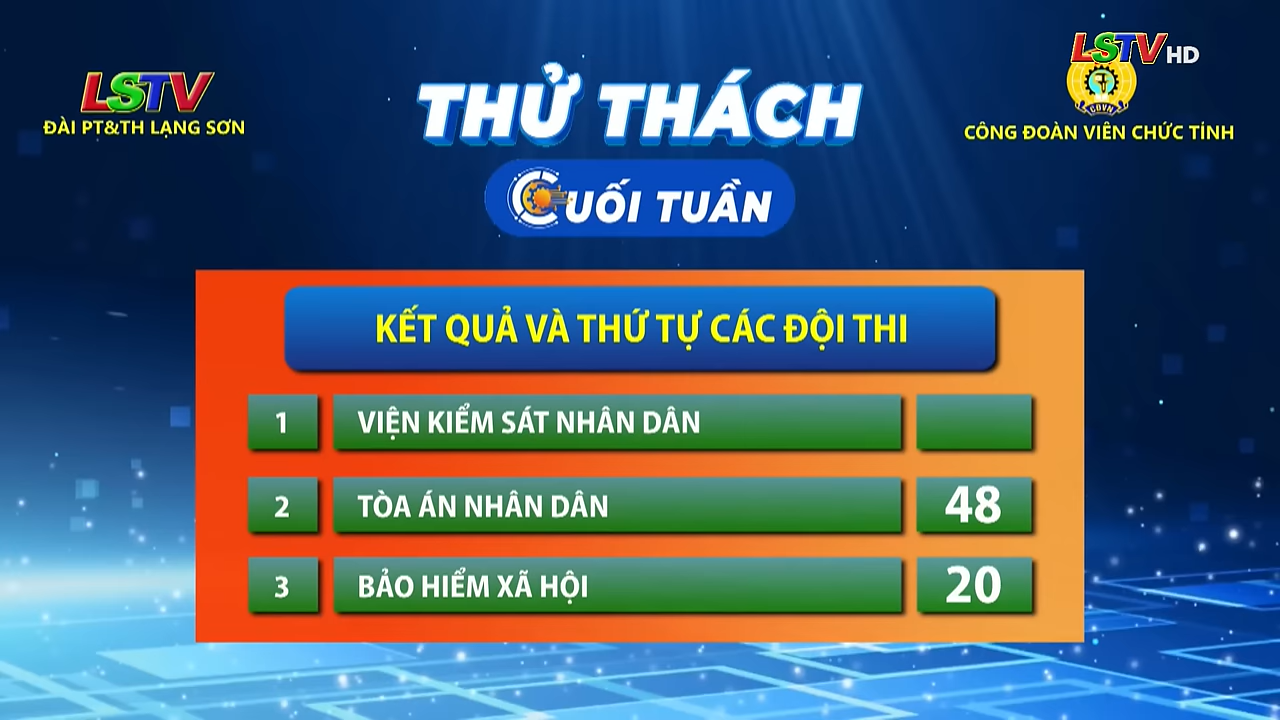 LSTV
ĐÀI PT&TH LẠNG SƠN
THỬ THÁCH
CUỐI TUẦN
LSTV HD
CĐVN
CÔNG ĐOÀN VIÊN CHỨC TỈNH
KẾT QUẢ VÀ THỨ TỰ CÁC ĐỘI THI
1 VIỆN KIỂM SÁT NHÂN DÂN
2 TÒA ÁN NHÂN DÂN 48
3 BẢO HIỂM XÃ HỘI 20